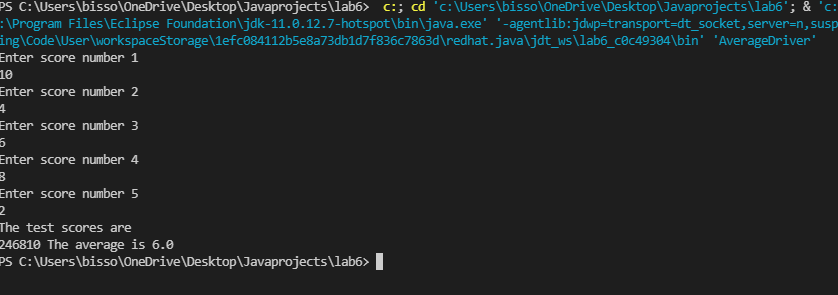 PS C:\Users\bisso\OneDrive\Desktop\Javaprojects\lab6>  c:; cd 'c:\Users\bisso\OneDrive\Desktop\Javaprojects\lab6'; & 'c:
:\Program Files\Eclipse Foundation\jdk-11.0.12.7-hotspot\bin\java.exe' '-agentlib:jdwp=transport=dt_socket,server=n,susp
ing\Code\User\workspaceStorage\1efc084112b5e8a73db1d7f836c7863d\redhat.java\jdt_ws\lab6_c0c49304\bin' 'AverageDriver'
Enter score number 1
10
Enter score number 2
4
Enter score number 3
6
Enter score number 4
8
Enter score number 5
2
The test scores are
246810 The average is 6.0
PS C:\Users\bisso\OneDrive\Desktop\Javaprojects\lab6>